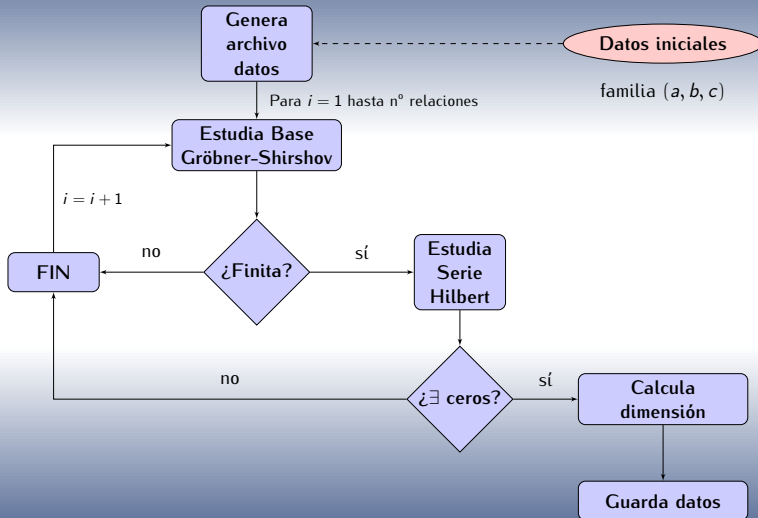 Genera
archivo
datos
Datos iniciales
familia (a, b, c)
Para i = 1 hasta nº relaciones
Estudia Base
Gröbner-Shirshov
i = i + 1
FIN
no
¿Finita?
sí
Estudia
Serie
Hilbert
no
¿∃ ceros?
sí
Calcula
dimensión
Guarda datos